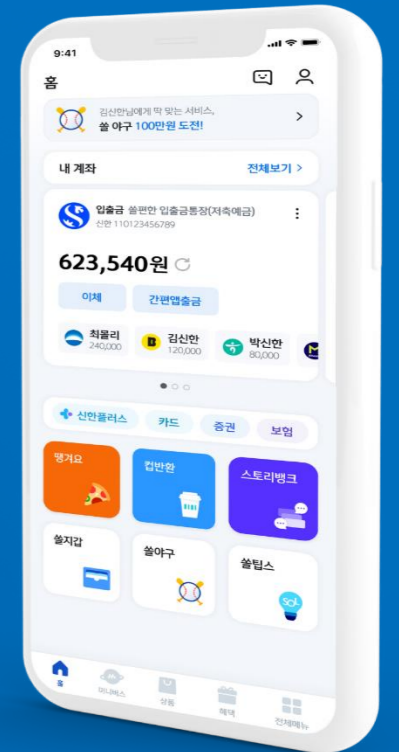 9:41
홈
김신한님에게 딱 맞는 서비스,
쏠 야구 100만원 도전!
내 계좌
전체보기
입출금 쏠편한 입출금통장(저축예금)
신한 110123456789
623,540원
이체
간편앱출금
최몰리
240,000
김신한
120,000
박신한
80,000
신한플러스
카드
증권
보험
땡겨요
컵반환
스토리뱅크
쏠지갑
쏠야구
쏠팁스
SOL
홈
머니버스
상품
혜택
전체메뉴